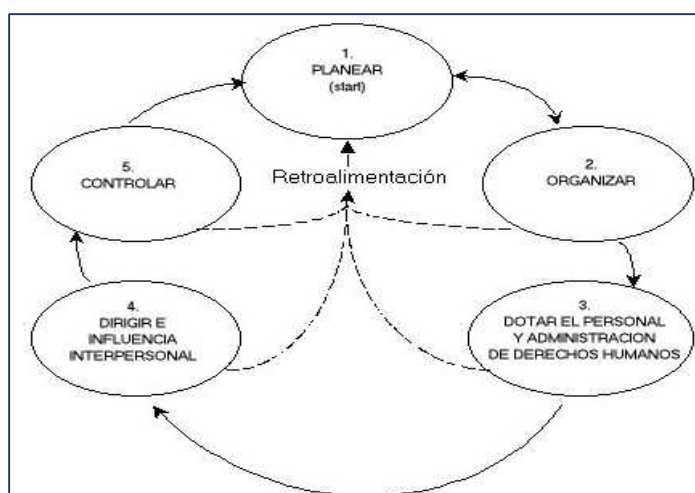 1.
PLANEAR
(start)
2.
ORGANIZAR
3.
DOTAR EL PERSONAL
Y ADMINISTRACION
DE DERECHOS HUMANOS
4.
DIRIGIR E
INFLUENCIA
INTERPERSONAL
5.
CONTROLAR
Retroalimentación